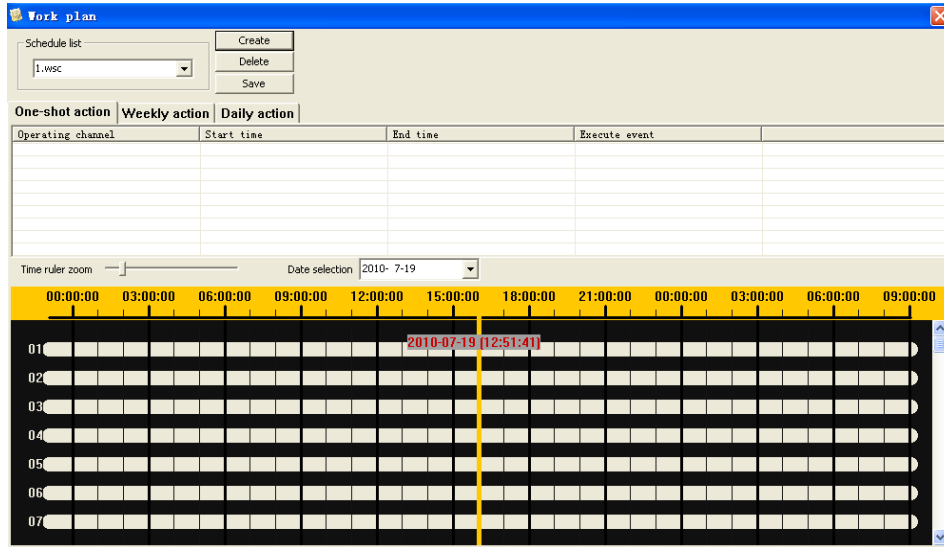 Work plan
Schedule list
Create
1.wsc
Delete
Save
One-shot action Weekly action Daily action
Operating channel Start time End time Execute event
Time ruler zoom Date selection 2010- 7-19
00:00:00 03:00:00 06:00:00 09:00:00 12:00:00 15:00:00 18:00:00 21:00:00 00:00:00 03:00:00 06:00:00 09:00:00
2010-07-19 [12:51:41]
01
02
03
04
05
06
07